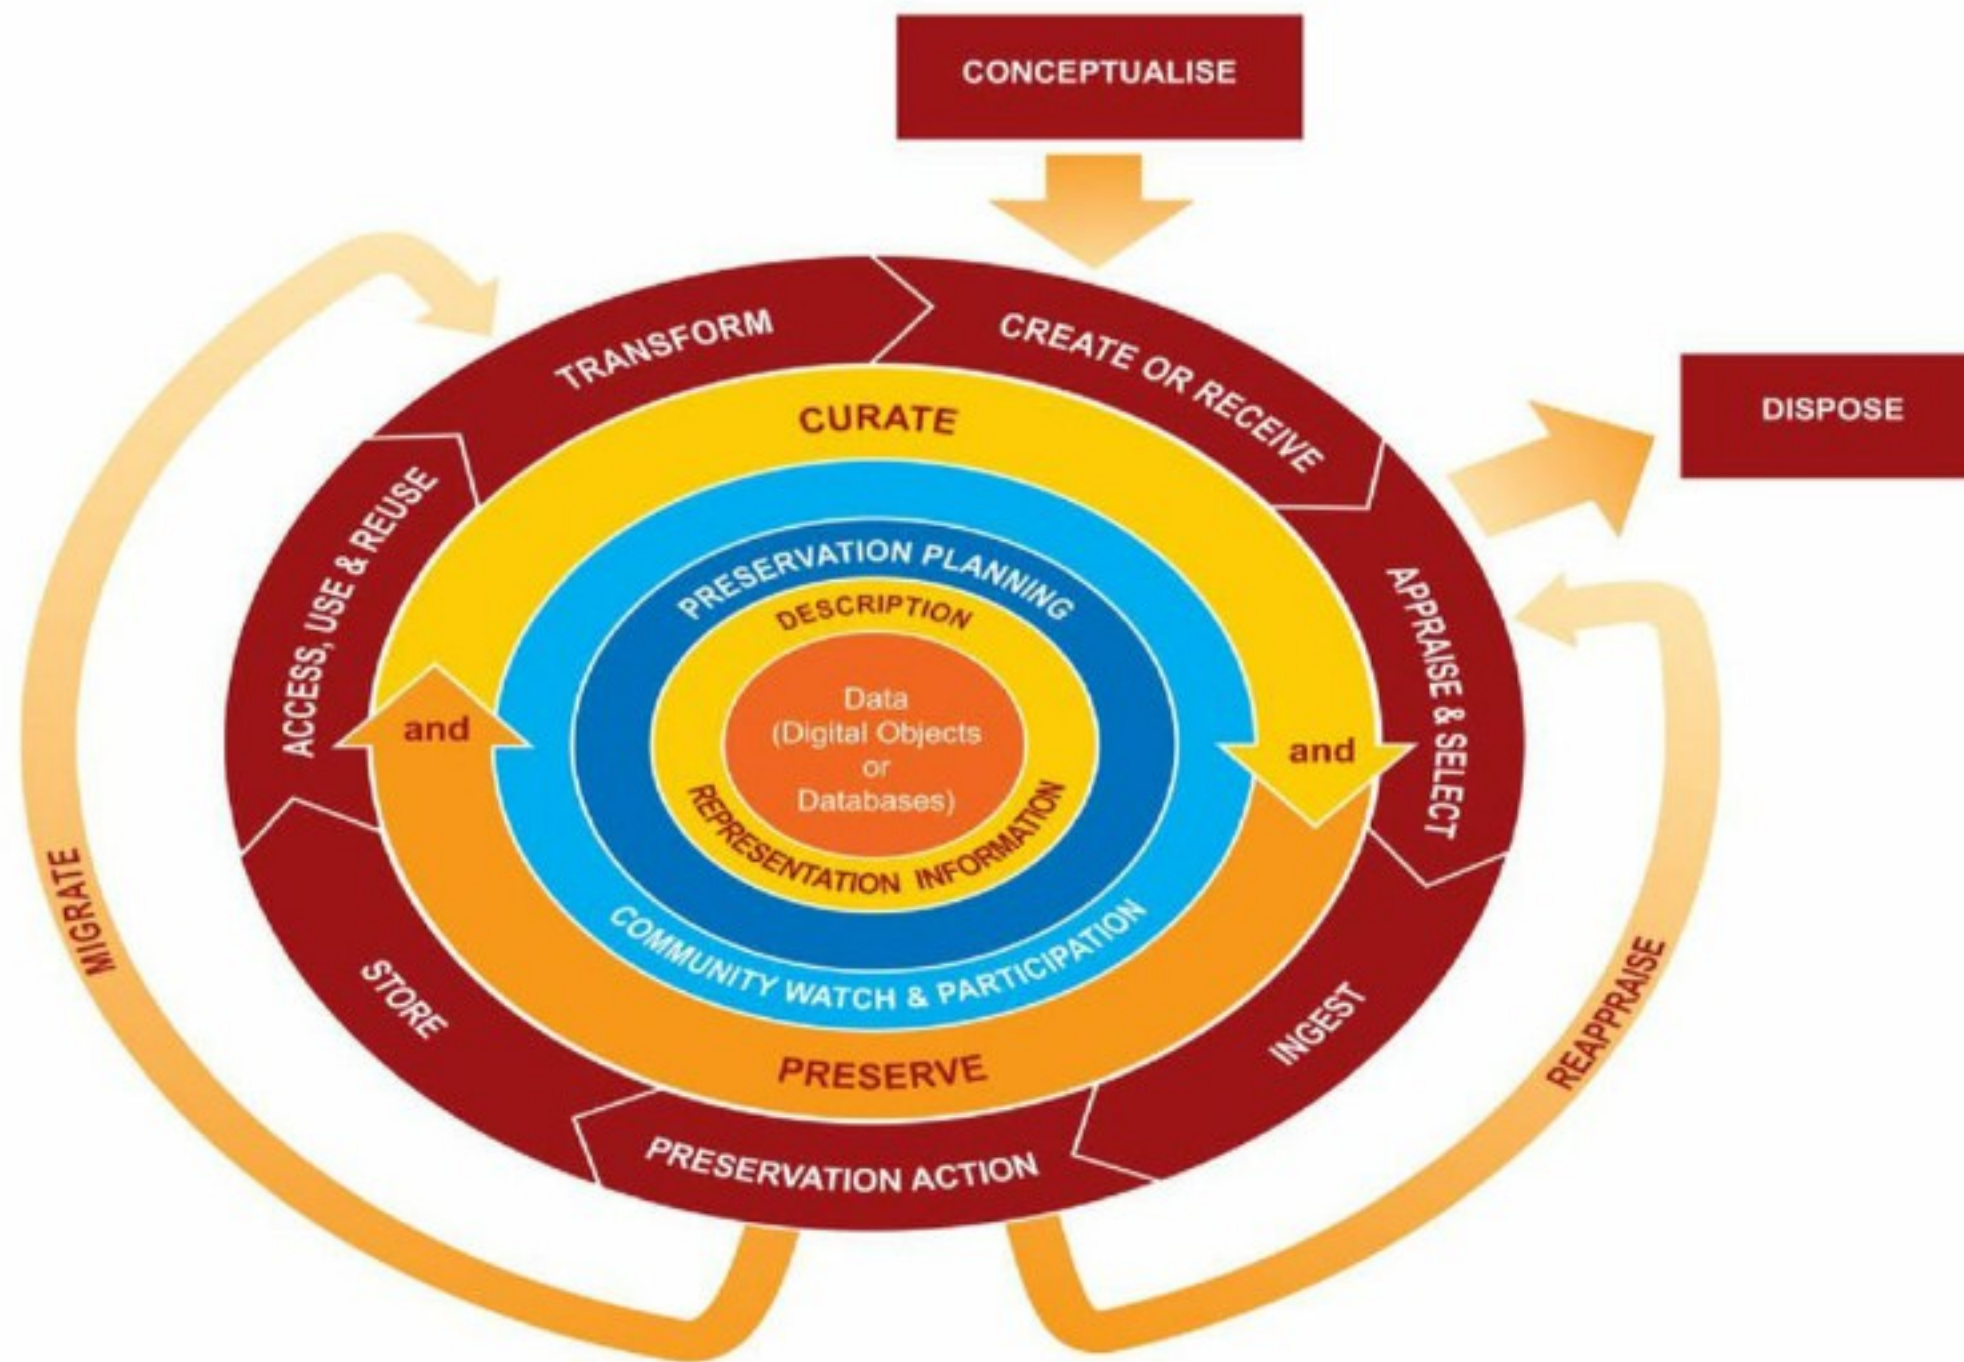 CONCEPTUALISE
DISPOSE
TRANSFORM
CREATE OR RECEIVE
APPRAISE & SELECT
INGEST
PRESERVATION ACTION
STORE
ACCESS, USE & REUSE
CURATE
and
PRESERVE
and
PRESERVATION PLANNING
COMMUNITY WATCH & PARTICIPATION
DESCRIPTION
REPRESENTATION INFORMATION
Data
(Digital Objects
or
Databases)
MIGRATE
REAPPRAISE